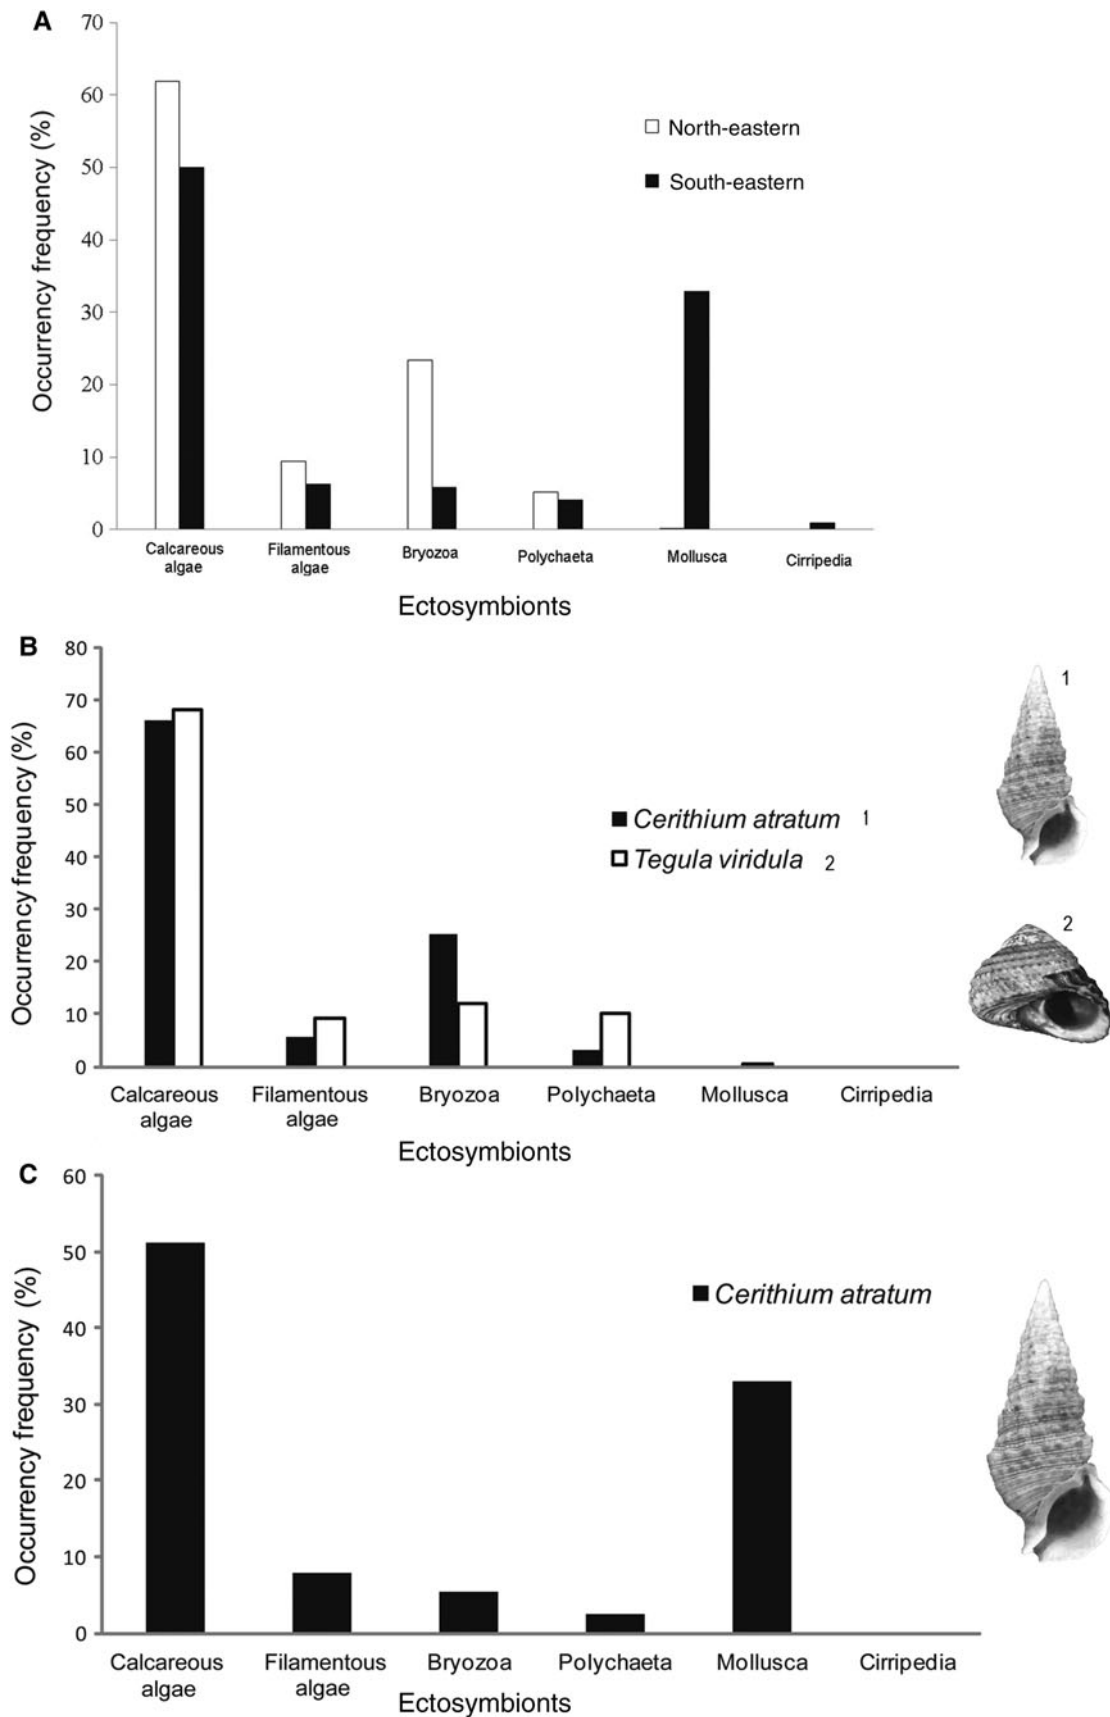 A
70
60
50
40
30
20
10
0
Occurrency frequency (%)
North-eastern
South-eastern
Calcareous
algae
Filamentous
algae
Bryozoa
Polychaeta
Mollusca
Cirripedia
Ectosymbionts
B
80
70
60
50
40
30
20
10
0
Occurrency frequency (%)
Cerithium atratum 1
Tegula viridula 2
1
2
Calcareous
algae
Filamentous
algae
Bryozoa
Polychaeta
Mollusca
Cirripedia
Ectosymbionts
C
60
50
40
30
20
10
0
Occurrency frequency (%)
Cerithium atratum
Calcareous
algae
Filamentous
algae
Bryozoa
Polychaeta
Mollusca
Cirripedia
Ectosymbionts